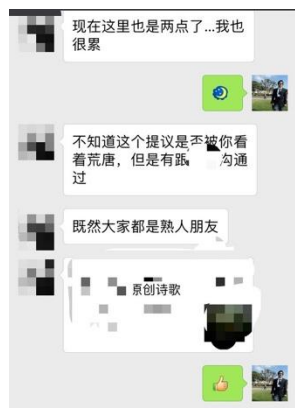 现在这里也是两点了...我也
很累
不知道这个提议是否被你看
着荒唐，但是有跟
沟通
过
既然大家都是熟人朋友
原创诗歌